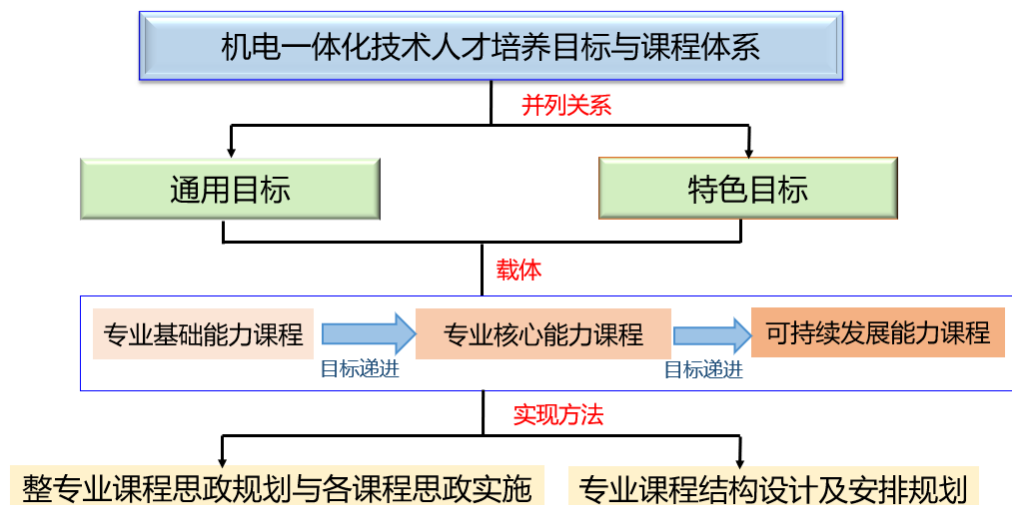 机电一体化技术人才培养目标与课程体系
并列关系
通用目标
特色目标
载体
专业基础能力课程
目标递进
专业核心能力课程
目标递进
可持续发展能力课程
实现方法
整专业课程思政规划与各课程思政实施
专业课程结构设计及安排规划